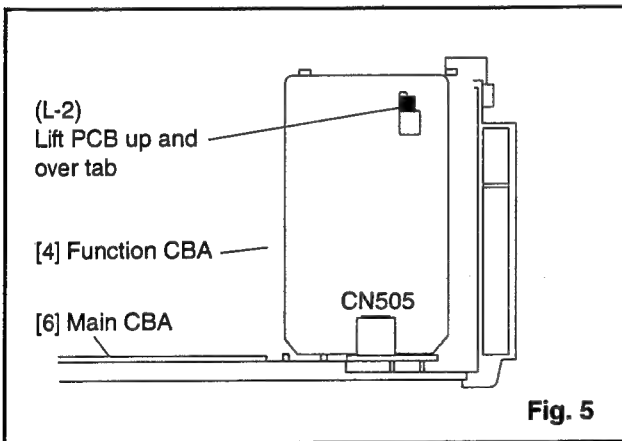 (L-2)
Lift PCB up and
over tab
[4] Function CBA
CN505
[6] Main CBA
Fig. 5